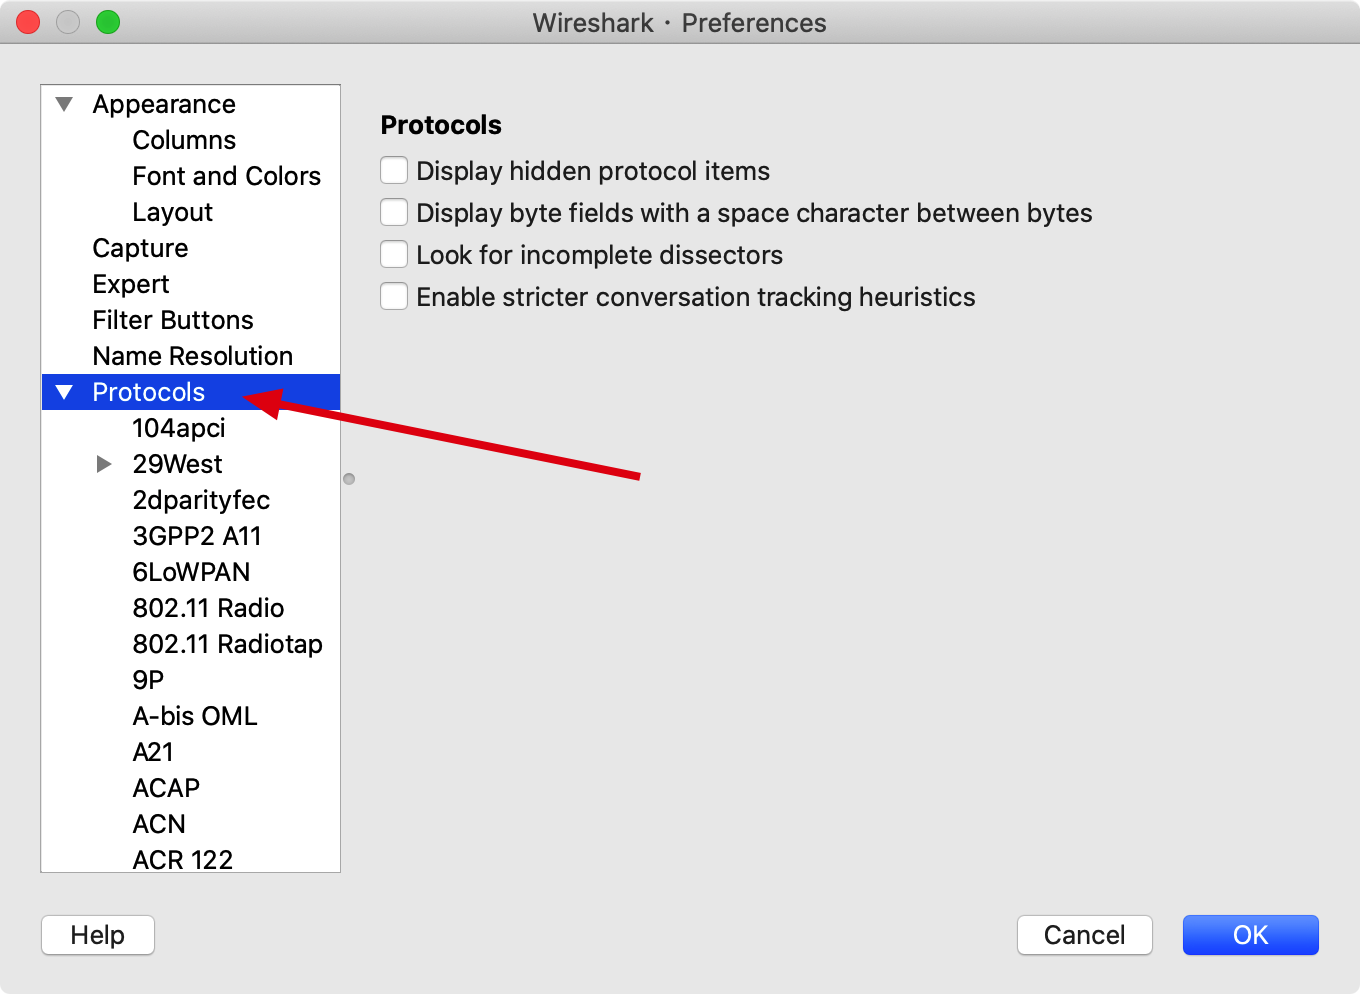 Wireshark · Preferences
Appearance
Columns
Font and Colors
Layout
Capture
Expert
Filter Buttons
Name Resolution
Protocols
104apci
29West
2dparityfec
3GPP2 A11
6LoWPAN
802.11 Radio
802.11 Radiotap
9P
A-bis OML
A21
ACAP
ACN
ACR 122
Protocols
Display hidden protocol items
Display byte fields with a space character between bytes
Look for incomplete dissectors
Enable stricter conversation tracking heuristics
Help
Cancel
OK